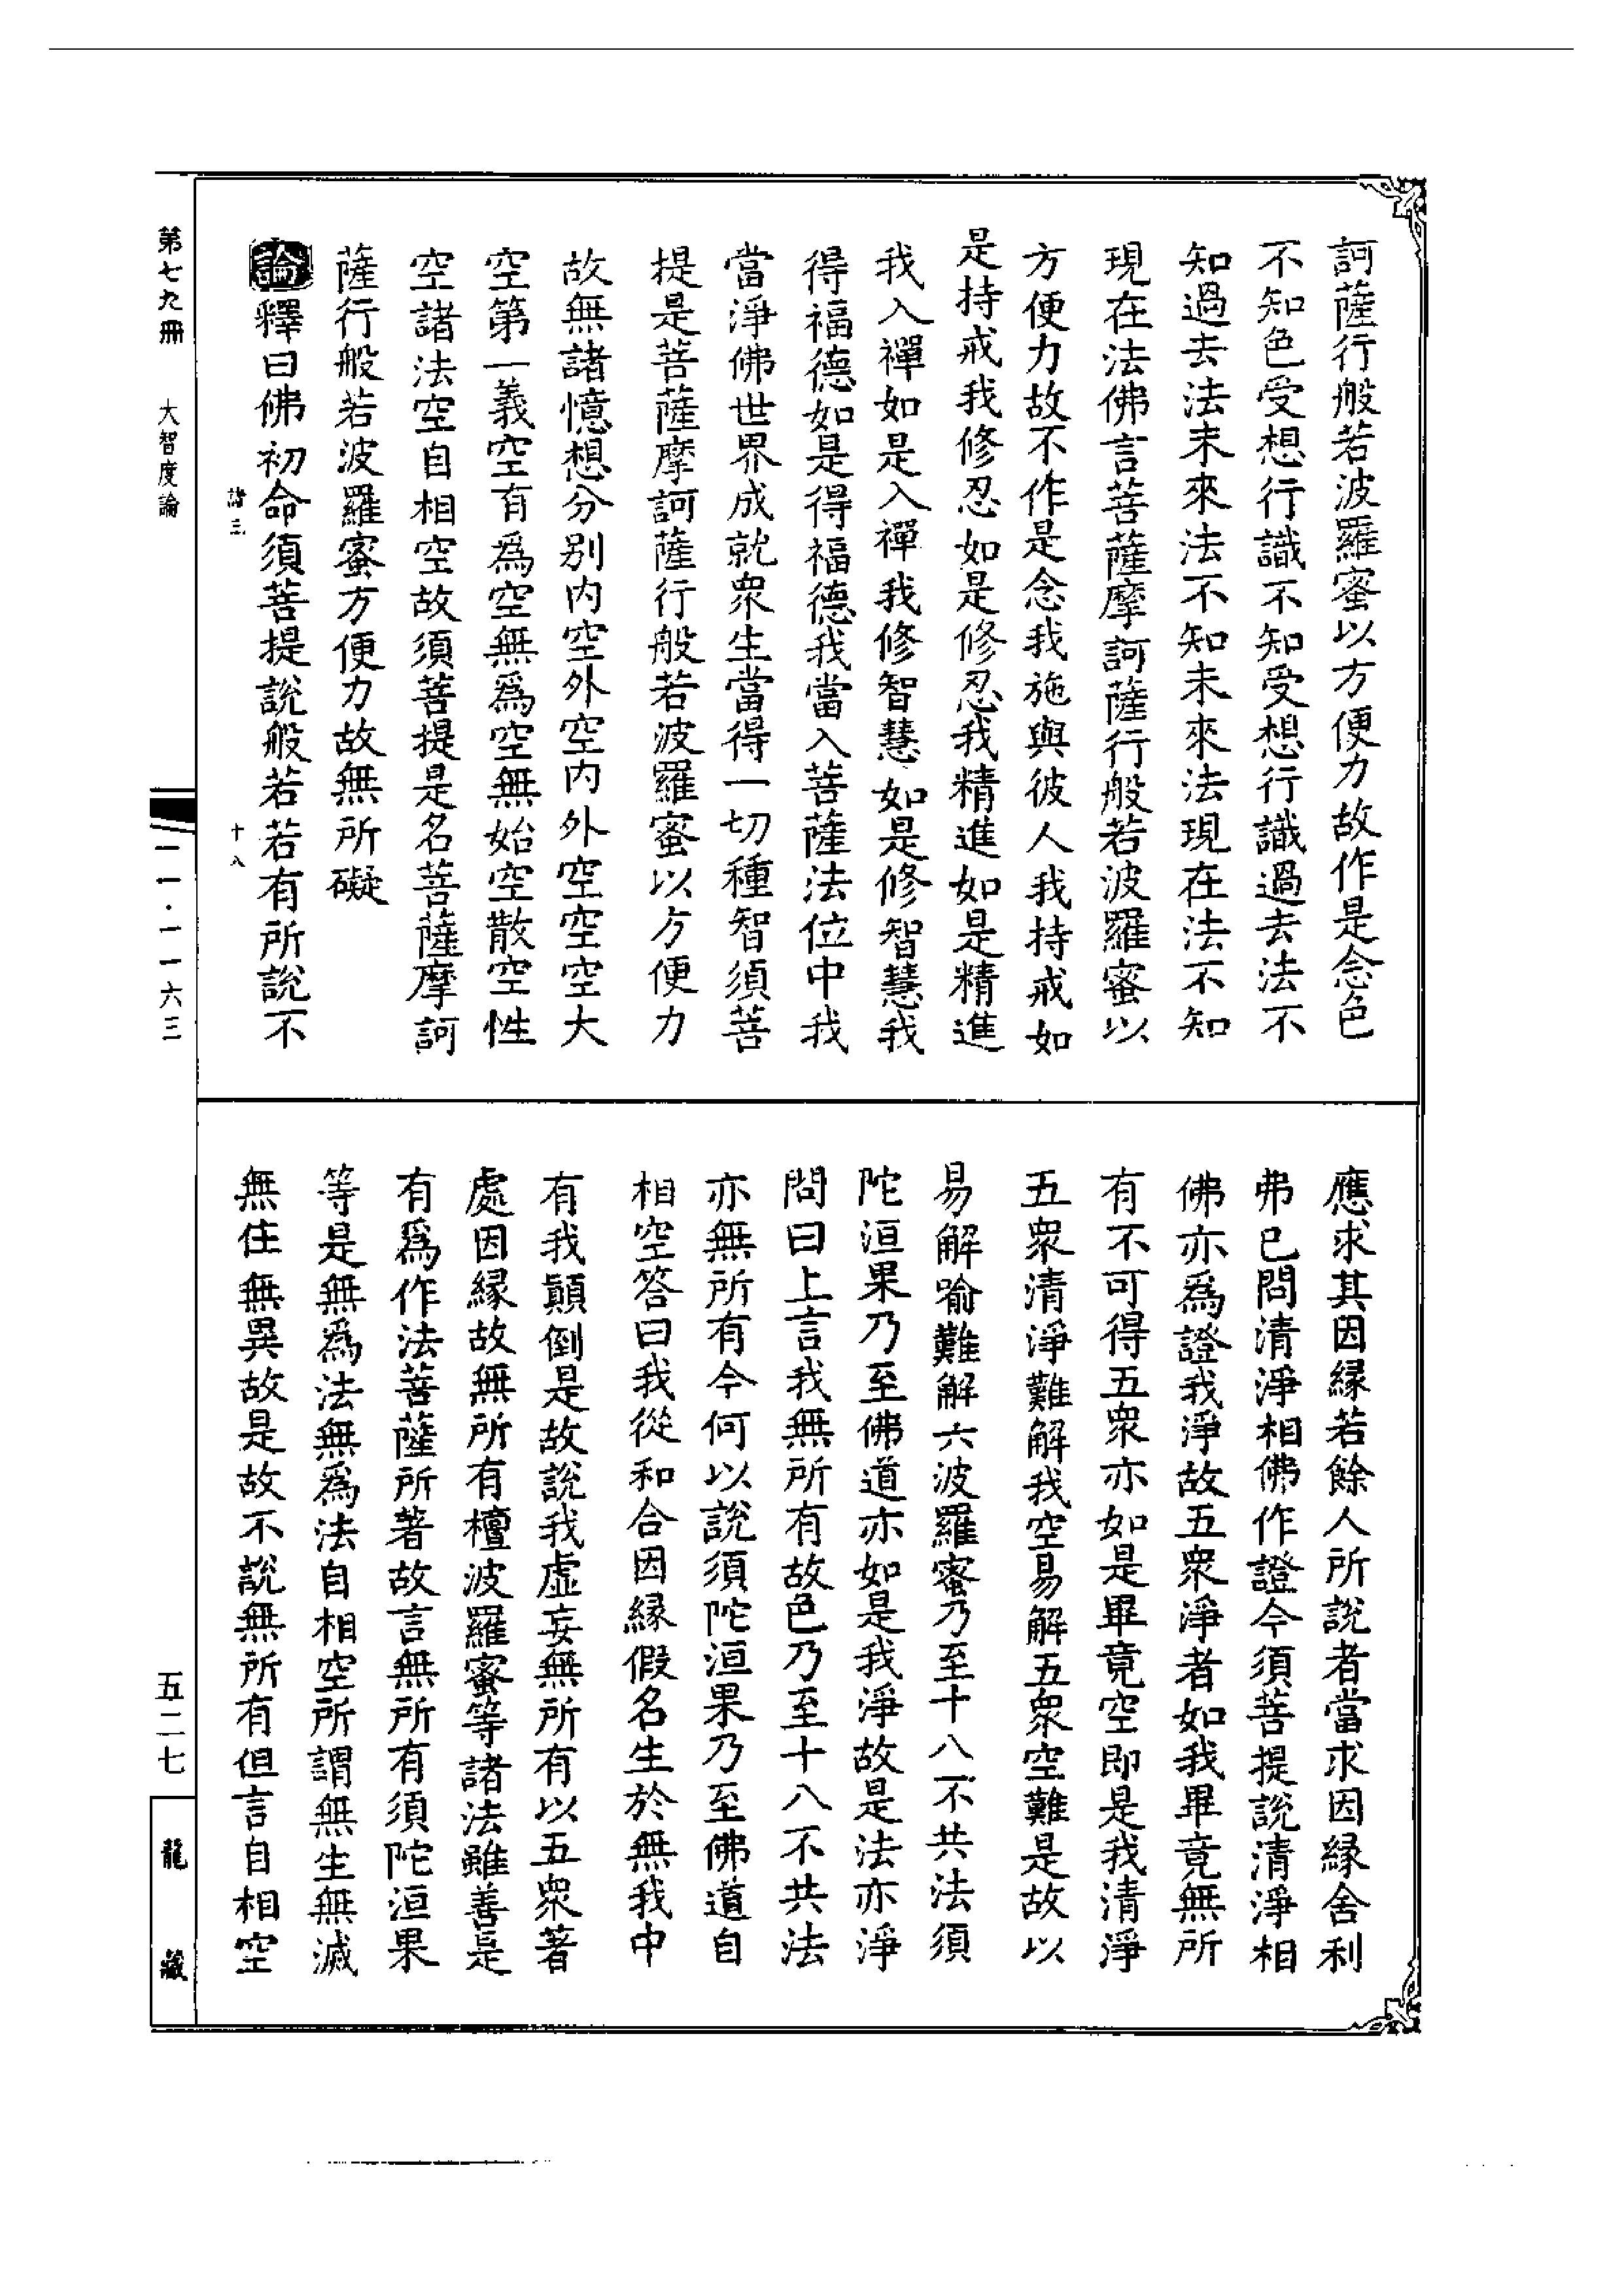 訶薩行般若波羅蜜以方便力故作是念色
不知色受想行識不知受想行識過去法不
知過去法未來法不知未來法現在法不知
現在法佛言菩薩摩訶薩行般若波羅蜜以
方便力故不作是念我施與彼人我持戒如
是持戒我修忍如是修忍我精進如是精進
我入禪如是入禪我修智慧如是修智慧我
得福德如是得福德我當入菩薩法位中我
當淨佛世界成就衆生當得一切種智須菩
提是菩薩摩訶薩行般若波羅蜜以方便力
故無諸憶想分别内空外空内外空空空大
空第一義空有爲空無爲空無始空散空性
空諸法空自相空故須菩提是名菩薩摩訶
薩行般若波羅蜜方便力故無所礙
論釋曰佛初命須菩提說般若若有所說不
諸三
十八
應求其因縁若餘人所說者當求因縁舍利
弗已問清淨相佛作證今須菩提説清淨相
佛亦爲證我淨故五衆淨者如我畢竟無所
有不可得五衆亦如是畢竟空即是我清淨
五衆清淨難解我空易解五衆空難是故以
易解喻難解六波羅蜜乃至十八不共法須
陀洹果乃至佛道亦如是我淨故是法亦淨
問曰上言我無所有故色乃至十八不共法
亦無所有今何以説須陀洹果乃至佛道自
相空答曰我從和合因縁假名生於無我中
有我顛倒是故説我虛妄無所有以五衆著
處因縁故無所有檀波羅蜜等諸法雖善是
有爲作法菩薩所著故言無所有須陀洹果
等是無爲法無爲法自相空所謂無生無滅
無住無異故是故不説無所有但言自相空
第七九冊
大智度論
一一一·一一六三
五二七
龍藏